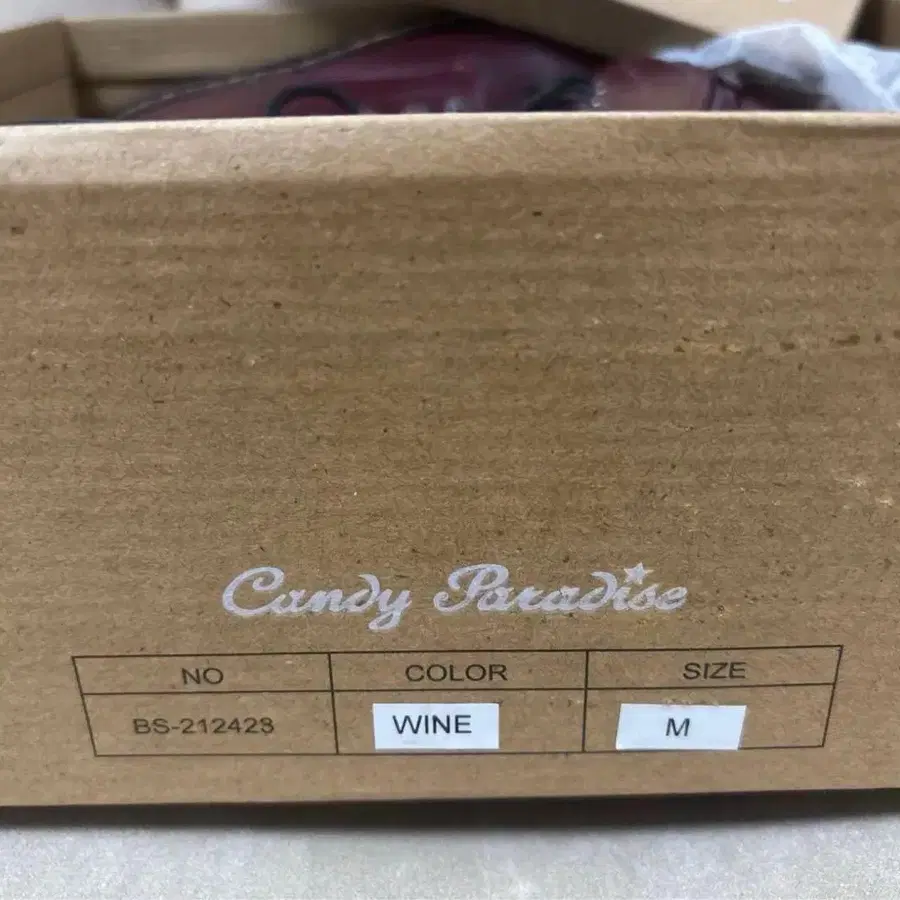 Candy Paradise
NO COLOR SIZE
BS-212428 WINE M